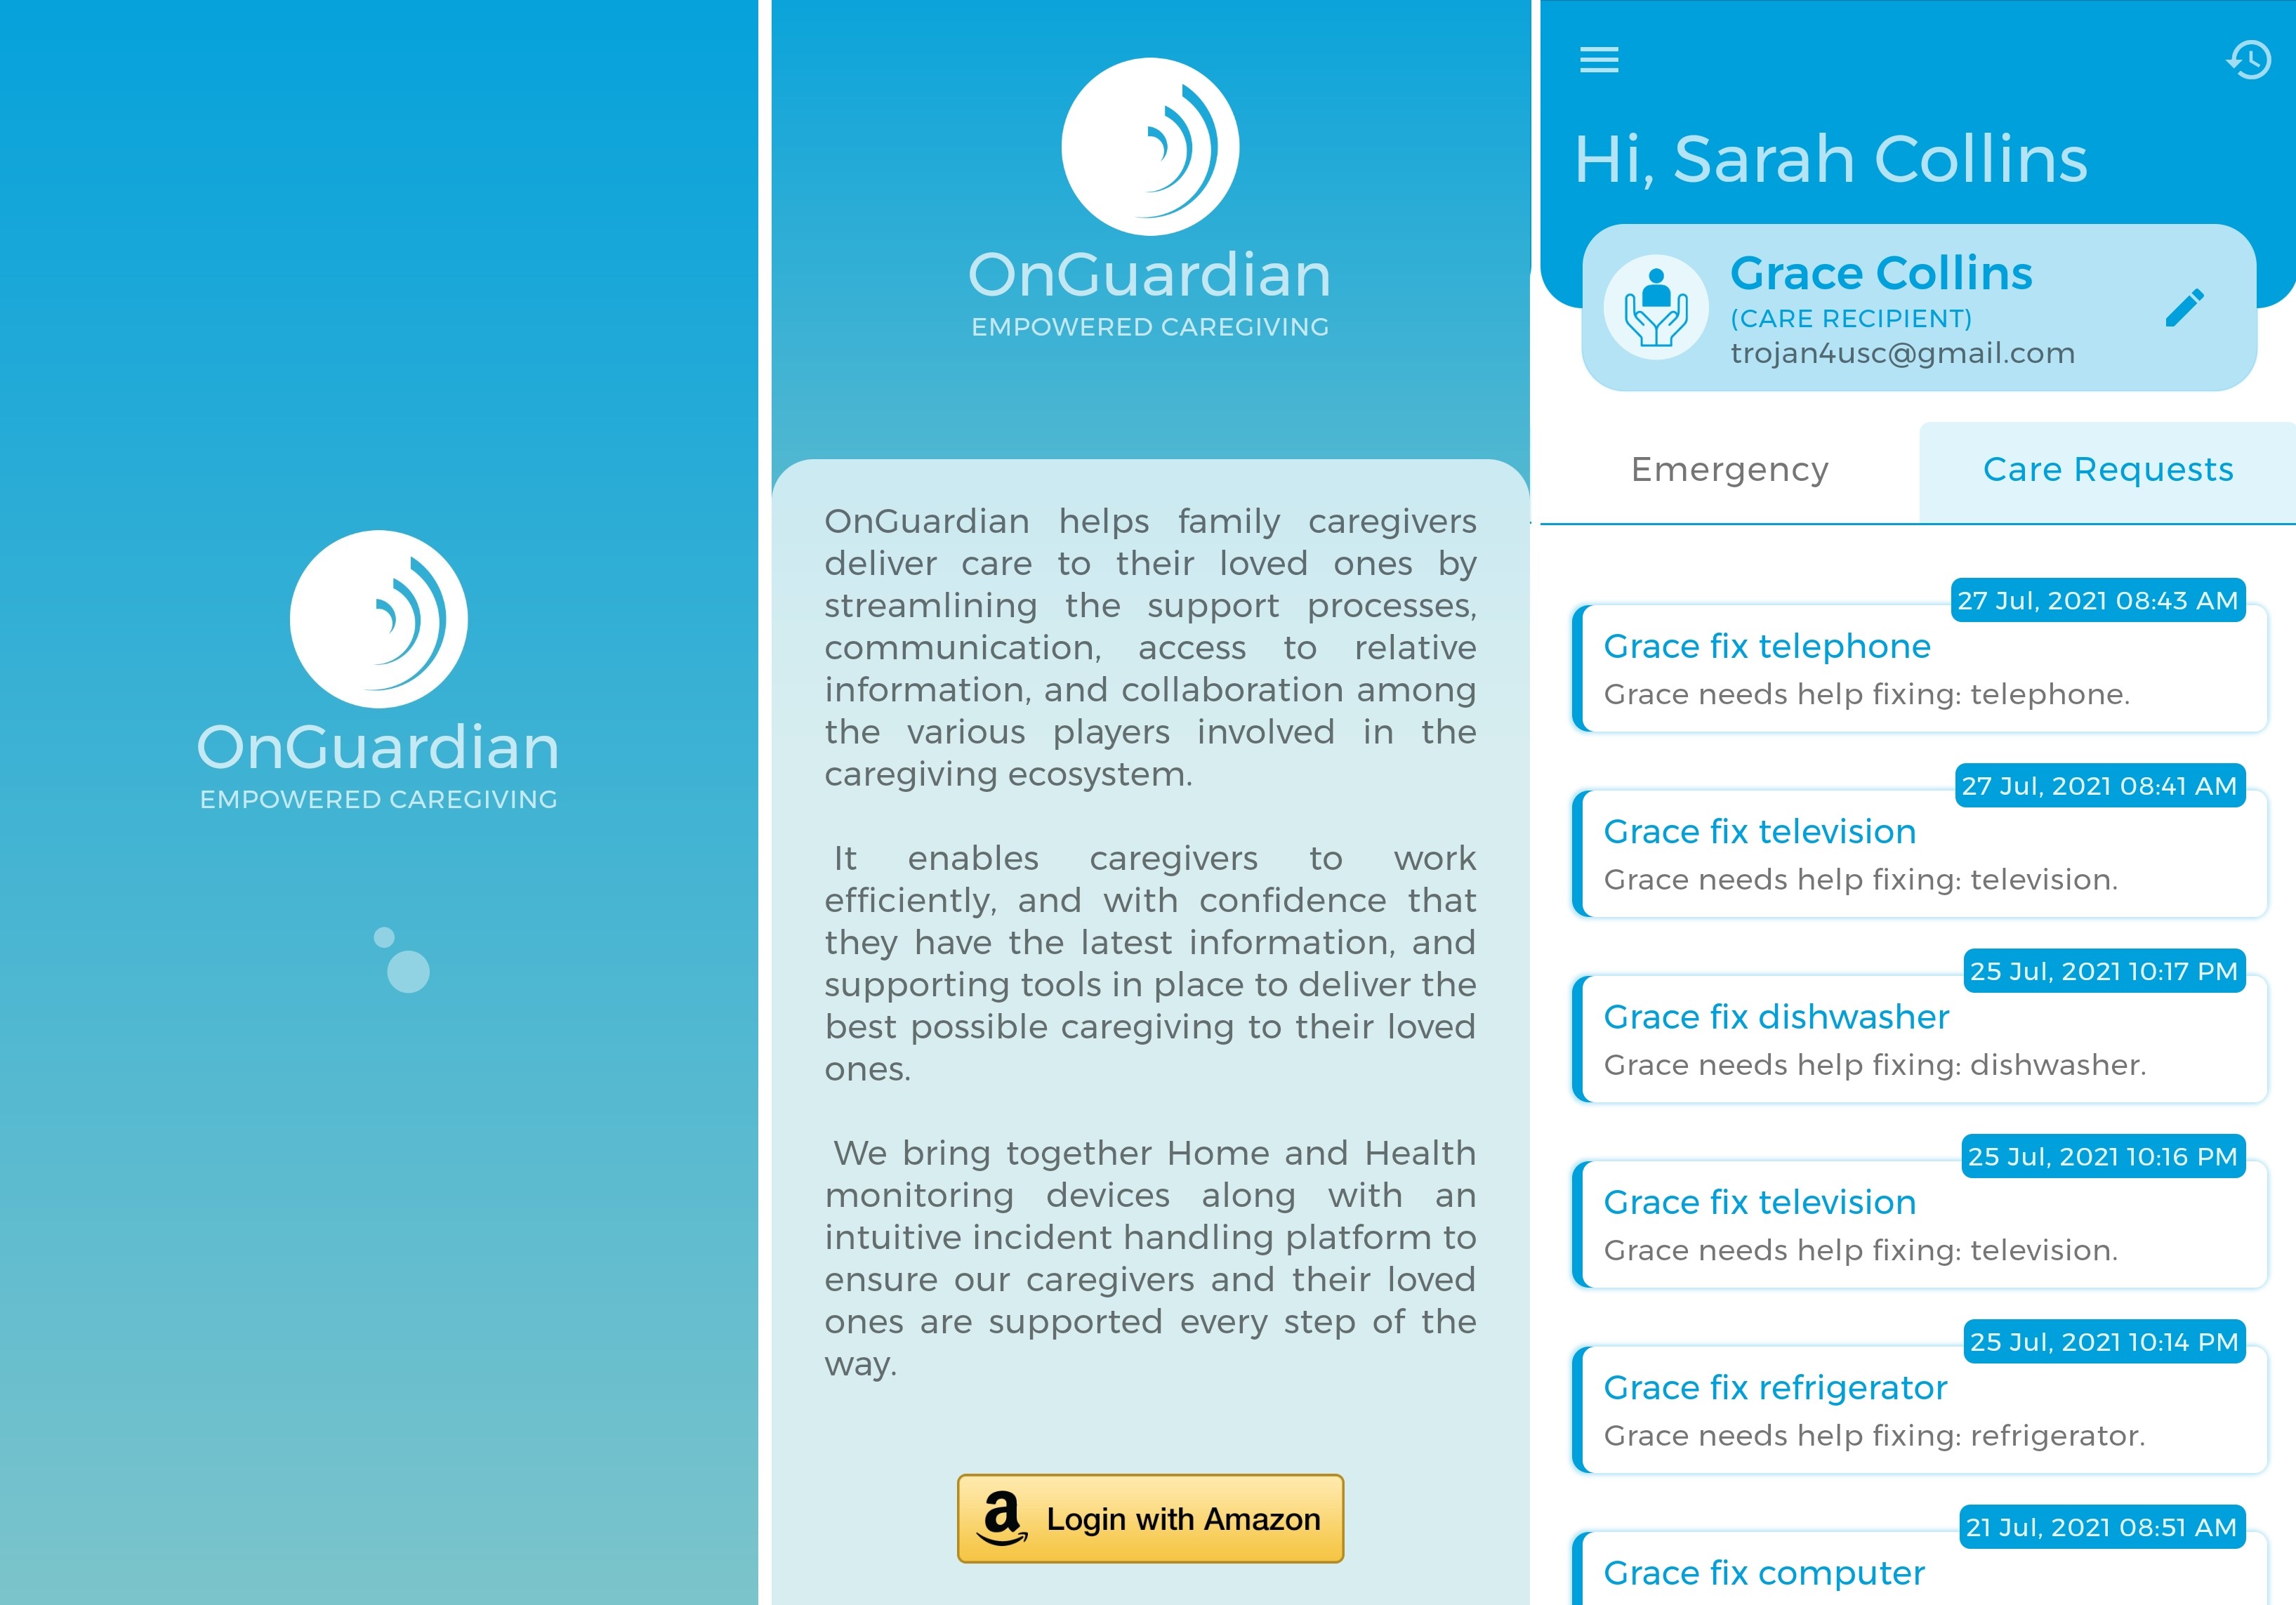 OnGuardian
EMPOWERED CAREGIVING
OnGuardian
EMPOWERED CAREGIVING
OnGuardian helps family caregivers
deliver care to their loved ones by
streamlining the support processes,
communication, access to relative
information, and collaboration among
the various players involved in the
caregiving ecosystem.
It enables caregivers to work
efficiently, and with confidence that
they have the latest information, and
supporting tools in place to deliver the
best possible caregiving to their loved
ones.
We bring together Home and Health
monitoring devices along with an
intuitive incident handling platform to
ensure our caregivers and their loved
ones are supported every step of the
way.
a Login with Amazon
Hi, Sarah Collins
Grace Collins
(CARE RECIPIENT)
trojan4usc@gmail.com
Emergency
Care Requests
27 Jul, 2021 08:43 AM
Grace fix telephone
Grace needs help fixing: telephone.
27 Jul, 2021 08:41 AM
Grace fix television
Grace needs help fixing: television.
25 Jul, 2021 10:17 PM
Grace fix dishwasher
Grace needs help fixing: dishwasher.
25 Jul, 2021 10:16 PM
Grace fix television
Grace needs help fixing: television.
25 Jul, 2021 10:14 PM
Grace fix refrigerator
Grace needs help fixing: refrigerator.
21 Jul, 2021 08:51 AM
Grace fix computer